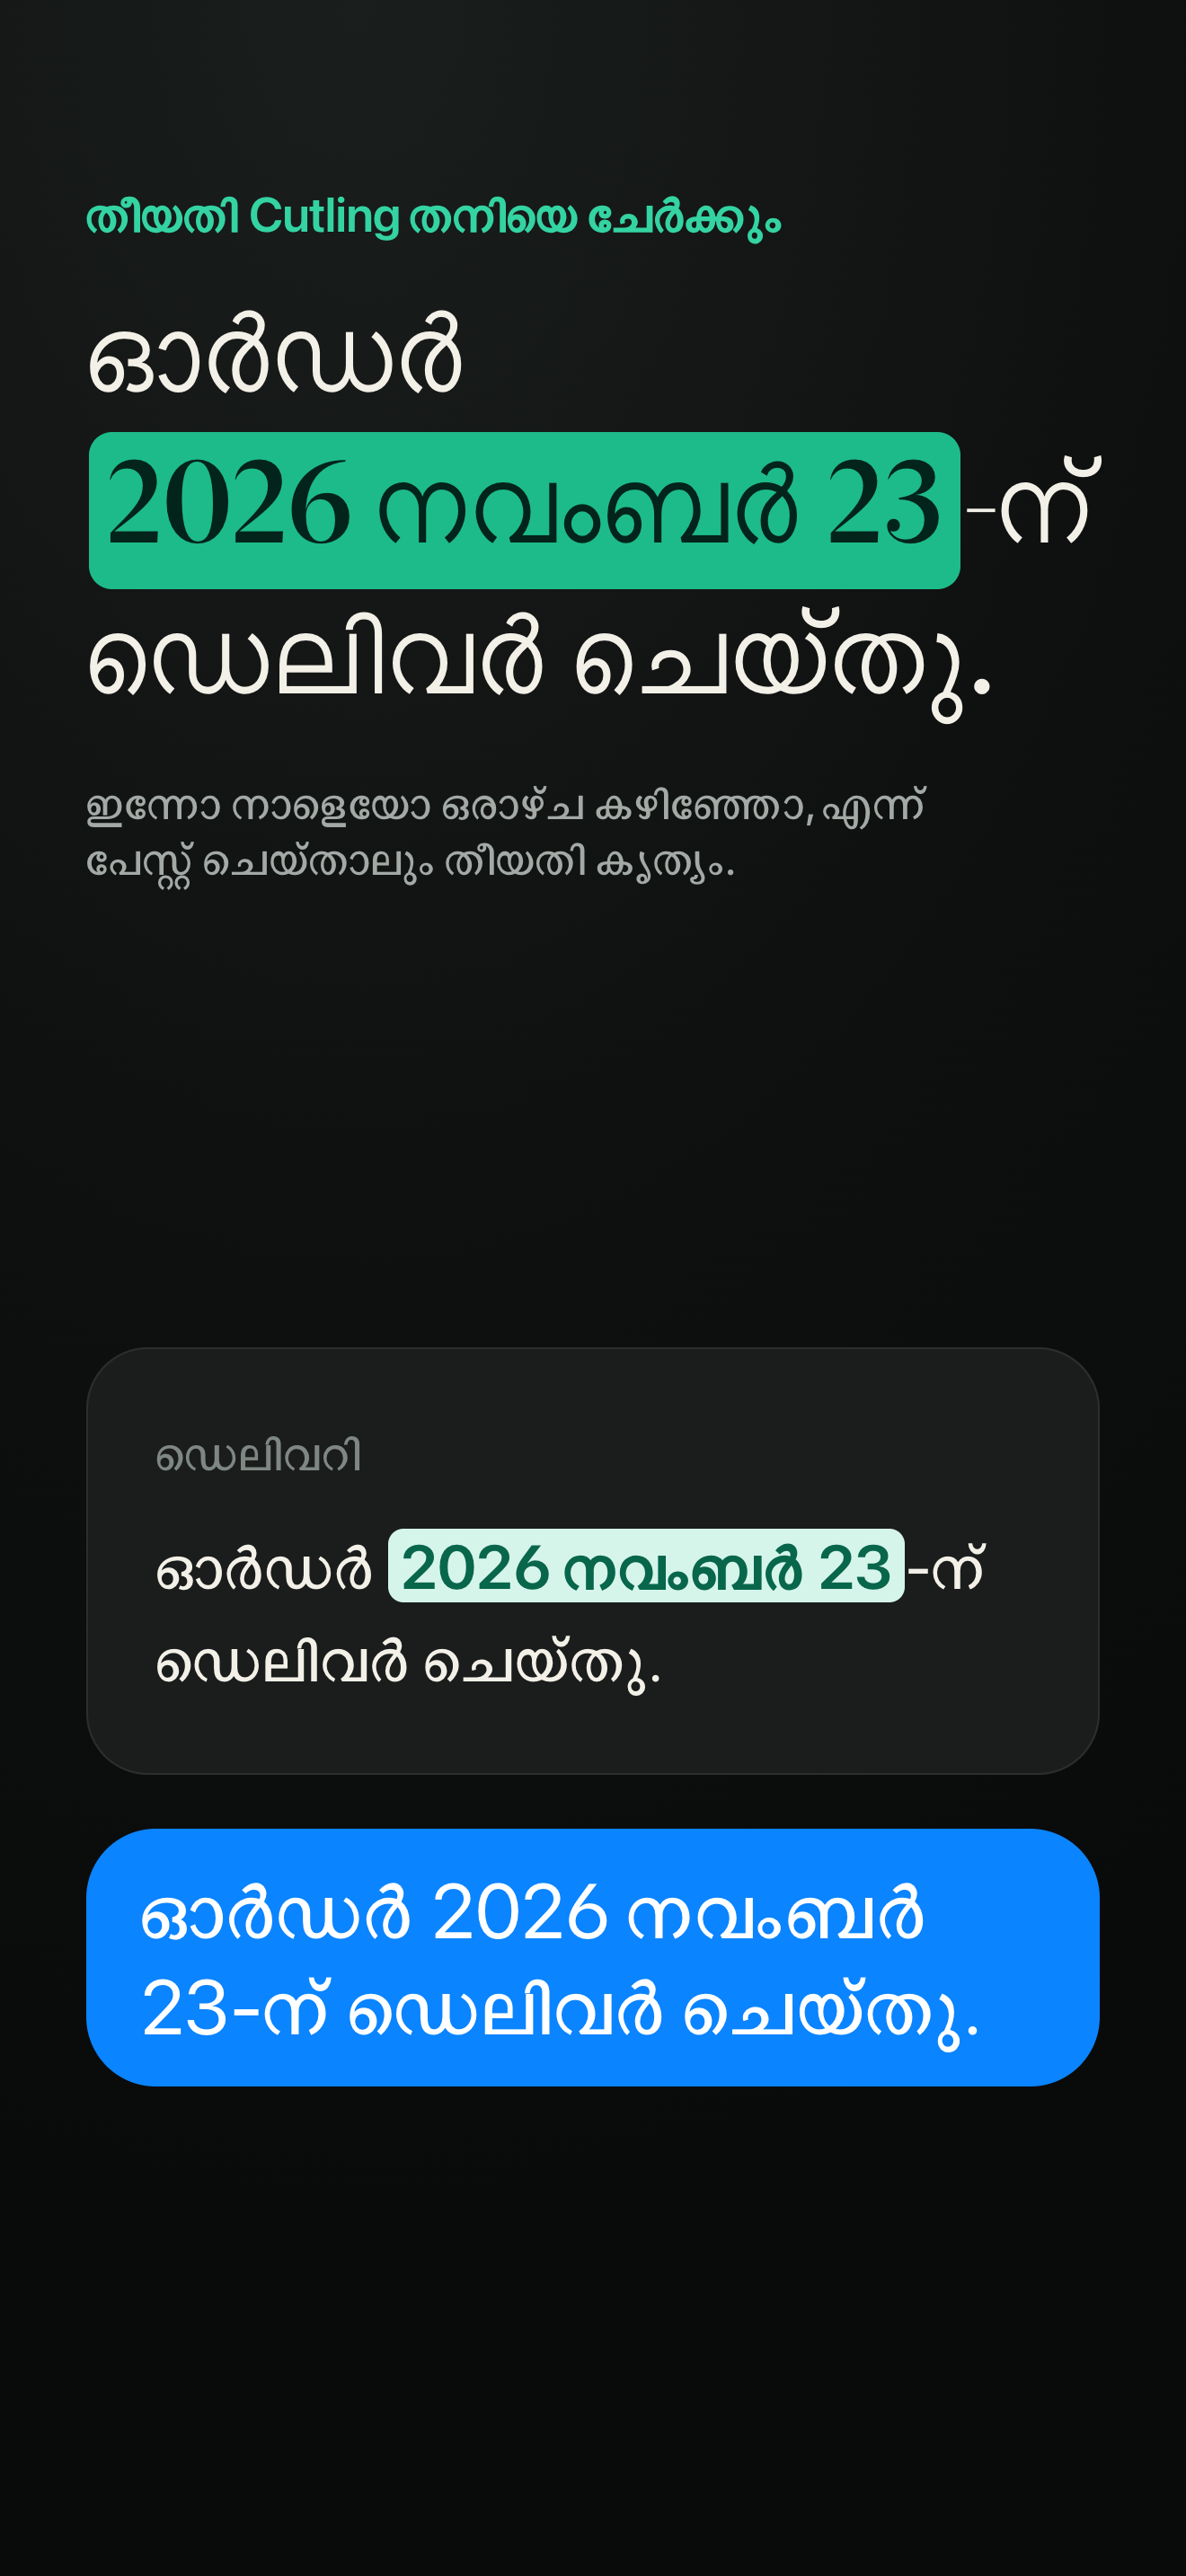 തീയതി Cutling തനിയെ ചേർക്കും
ഓർഡർ
2026 നവംബർ 23-ന്
ഡെലിവർ ചെയ്തു.
ഇന്നോ നാളെയോ ഒരാഴ്ച കഴിഞ്ഞോ, എന്ന്
പേസ്റ്റ് ചെയ്താലും തീയതി കൃത്യം.
ഡെലിവറി
ഓർഡർ 2026 നവംബർ 23-ന്
ഡെലിവർ ചെയ്തു.
ഓർഡർ 2026 നവംബർ
23-ന് ഡെലിവർ ചെയ്തു.